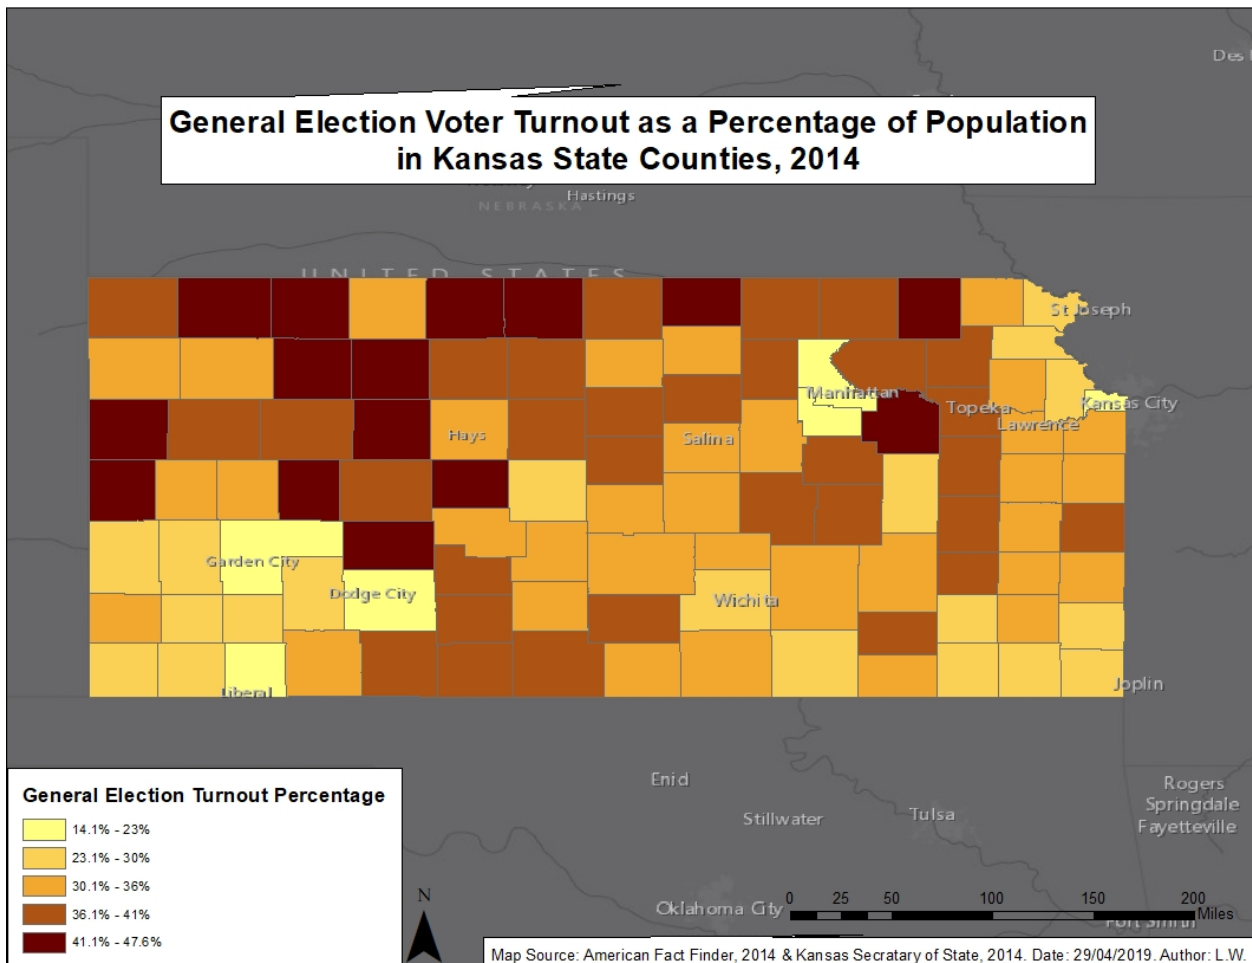 Des
General Election Voter Turnout as a Percentage of Population
in Kansas State Counties, 2014
Hastings
NEBRASKA
UNITED STATES
St Joseph
Manhattan
Kansas City
Topeka
Lawrence
Hays
Salina
Garden City
Dodge City
Wichita
Liberal
Joplin
Enid
Stillwater
Tulsa
Rogers
Springdale
Fayetteville
Oklahoma City
Fort Smith
General Election Turnout Percentage
14.1% - 23%
23.1% - 30%
30.1% - 36%
36.1% - 41%
41.1% - 47.6%
N
0 25 50 100 150 200
Miles
Map Source: American Fact Finder, 2014 & Kansas Secratary of State, 2014. Date: 29/04/2019. Author: L.W.